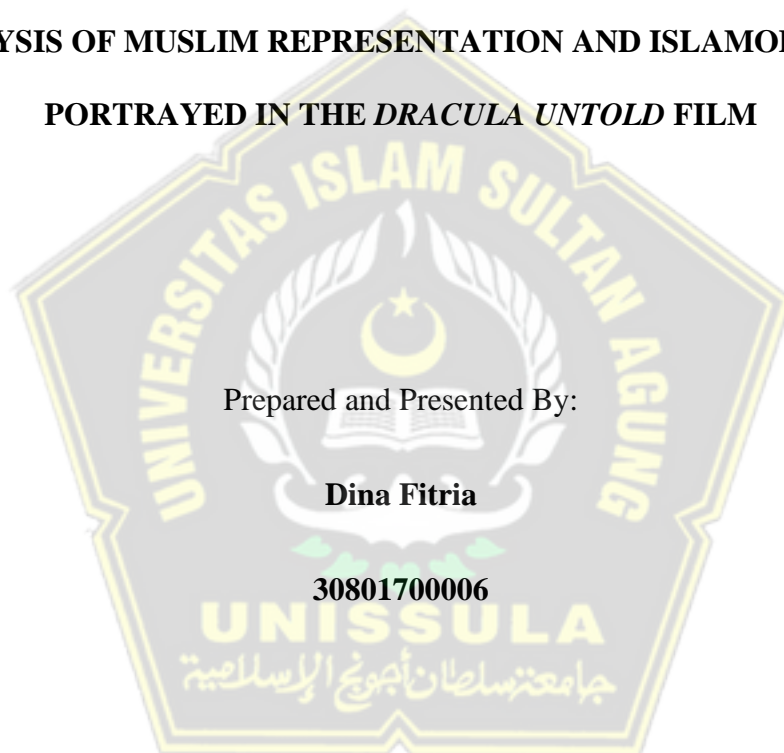 YSIS OF MUSLIM REPRESENTATION AND ISLAMO
PORTRAYED IN THE DRACULA UNTOLD FILM
UNIVERSITAS ISLAM SULTAN AGUNG
Prepared and Presented By:
Dina Fitria
30801700006
UNISSULA
جامعة سلطان أجونج الإسلامية